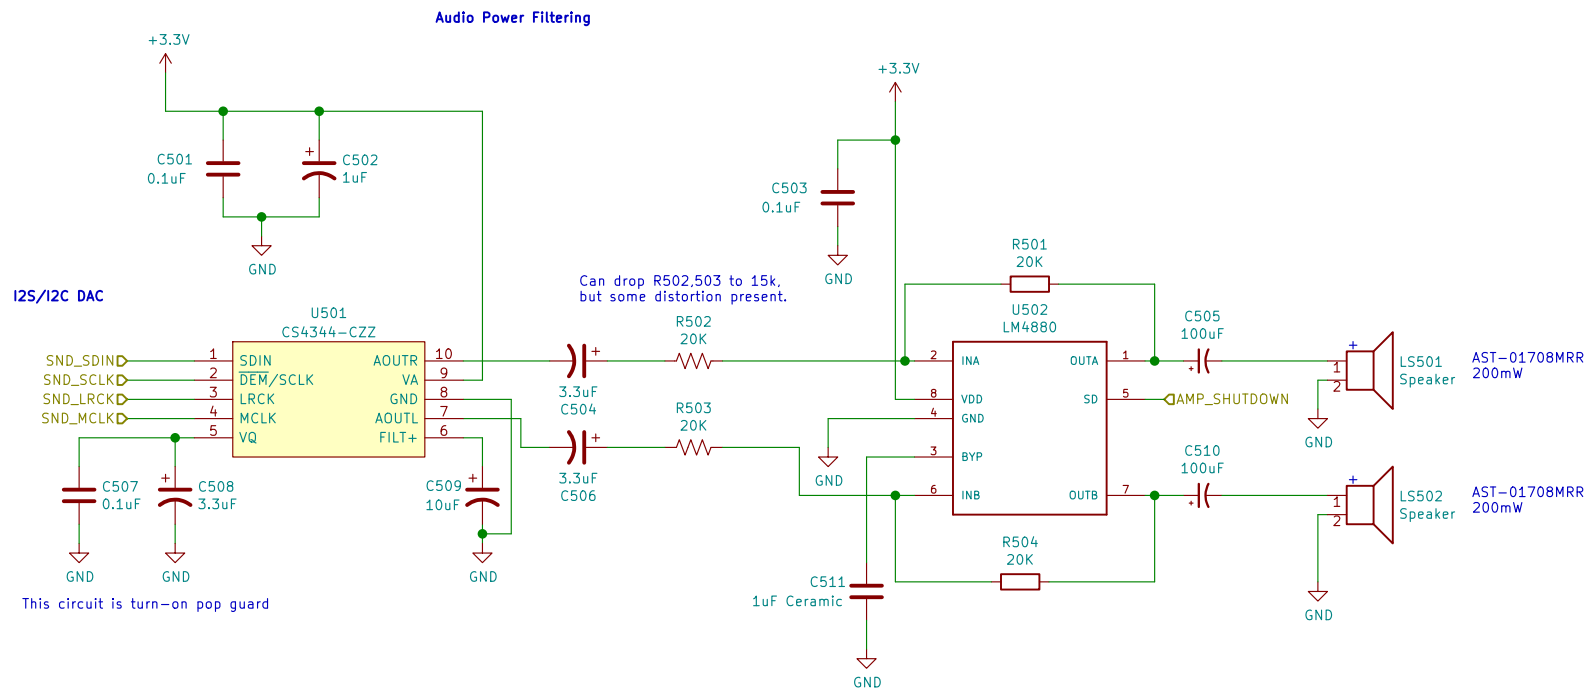 Audio Power Filtering
+3.3V
C501
0.1uF
C502
1uF
GND
+3.3V
C503
0.1uF
GND
I2S/I2C DAC
Can drop R502,503 to 15k,
but some distortion present.
U501
CS4344-CZZ
SND_SDIN
SND_SCLK
SND_LRCK
SND_MCLK
1
2
3
4
5
SDIN
DEM/SCLK
LRCK
MCLK
VQ
AOUTR
VA
GND
AOUTL
FILT+
10
9
8
7
6
C507
0.1uF
C508
3.3uF
GND
GND
This circuit is turn-on pop guard
C509
10uF
GND
3.3uF
C504
3.3uF
C506
R502
20K
R503
20K
R501
20K
U502
LM4880
2
8
4
3
6
INA
VDD
GND
BYP
INB
OUTA
SD
OUTB
1
5
7
GND
AMP_SHUTDOWN
R504
20K
C511
1uF Ceramic
GND
C505
100uF
1
2
LS501
Speaker
AST-01708MRR
200mW
GND
C510
100uF
1
2
LS502
Speaker
AST-01708MRR
200mW
GND